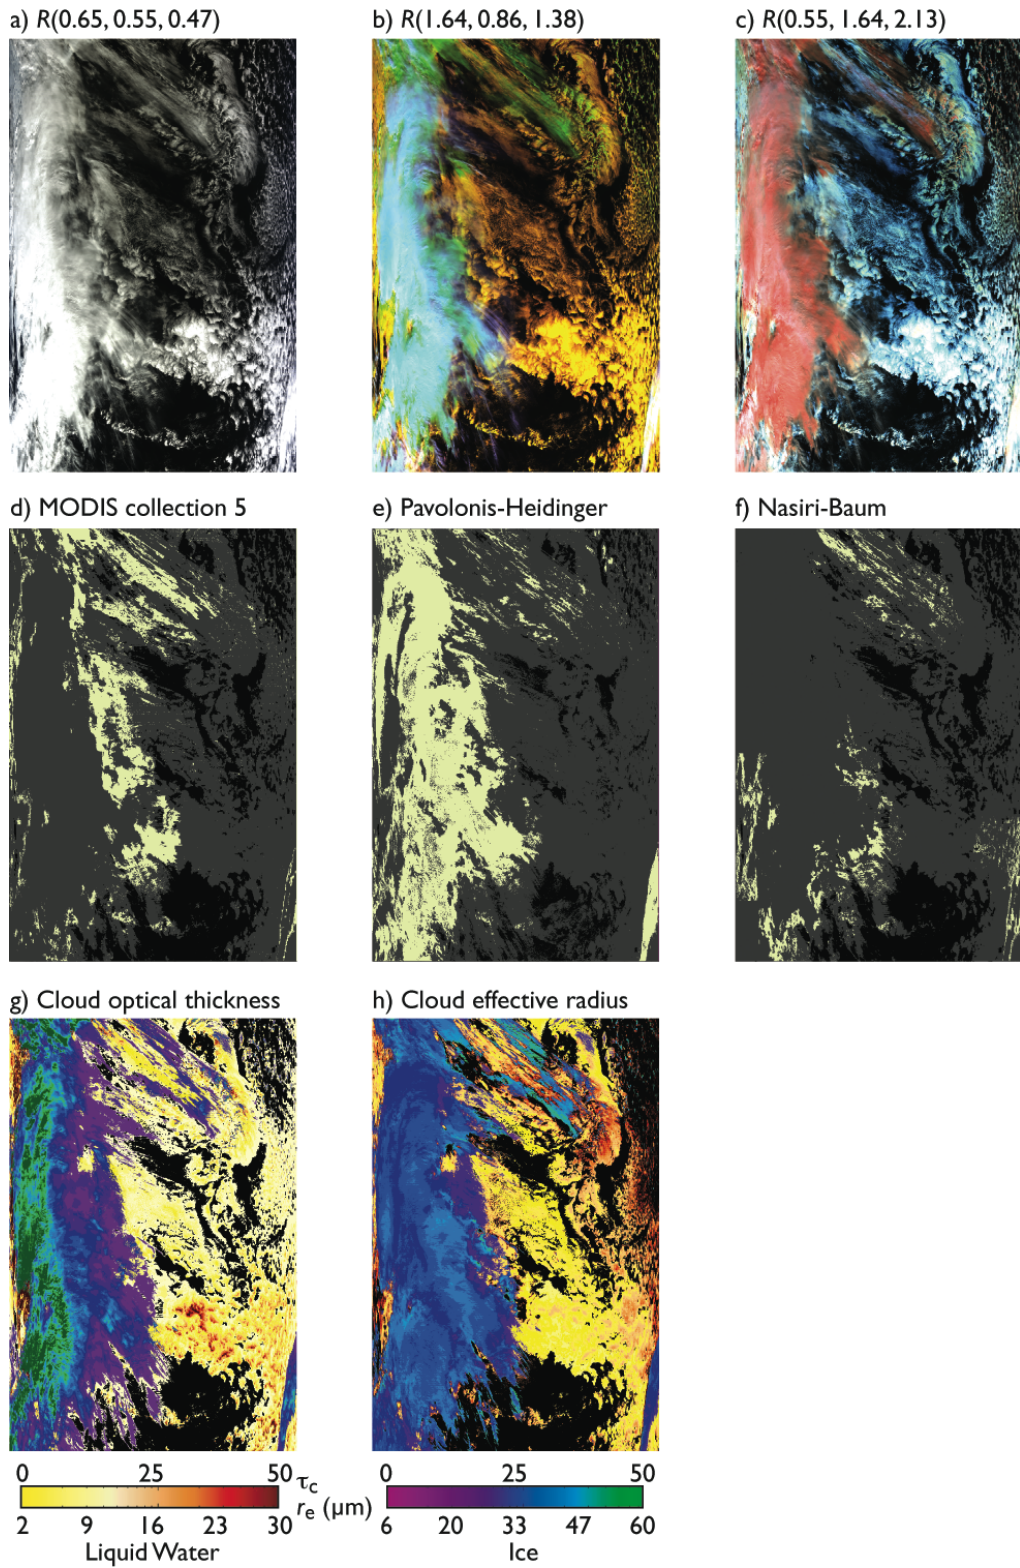 a) R(0.65, 0.55, 0.47)
b) R(1.64, 0.86, 1.38)
c) R(0.55, 1.64, 2.13)
d) MODIS collection 5
e) Pavolonis-Heidinger
f) Nasiri-Baum
g) Cloud optical thickness
h) Cloud effective radius
0 25 50 τc 0 25 50
re (μm)
2 9 16 23 30 6 20 33 47 60
Liquid Water Ice